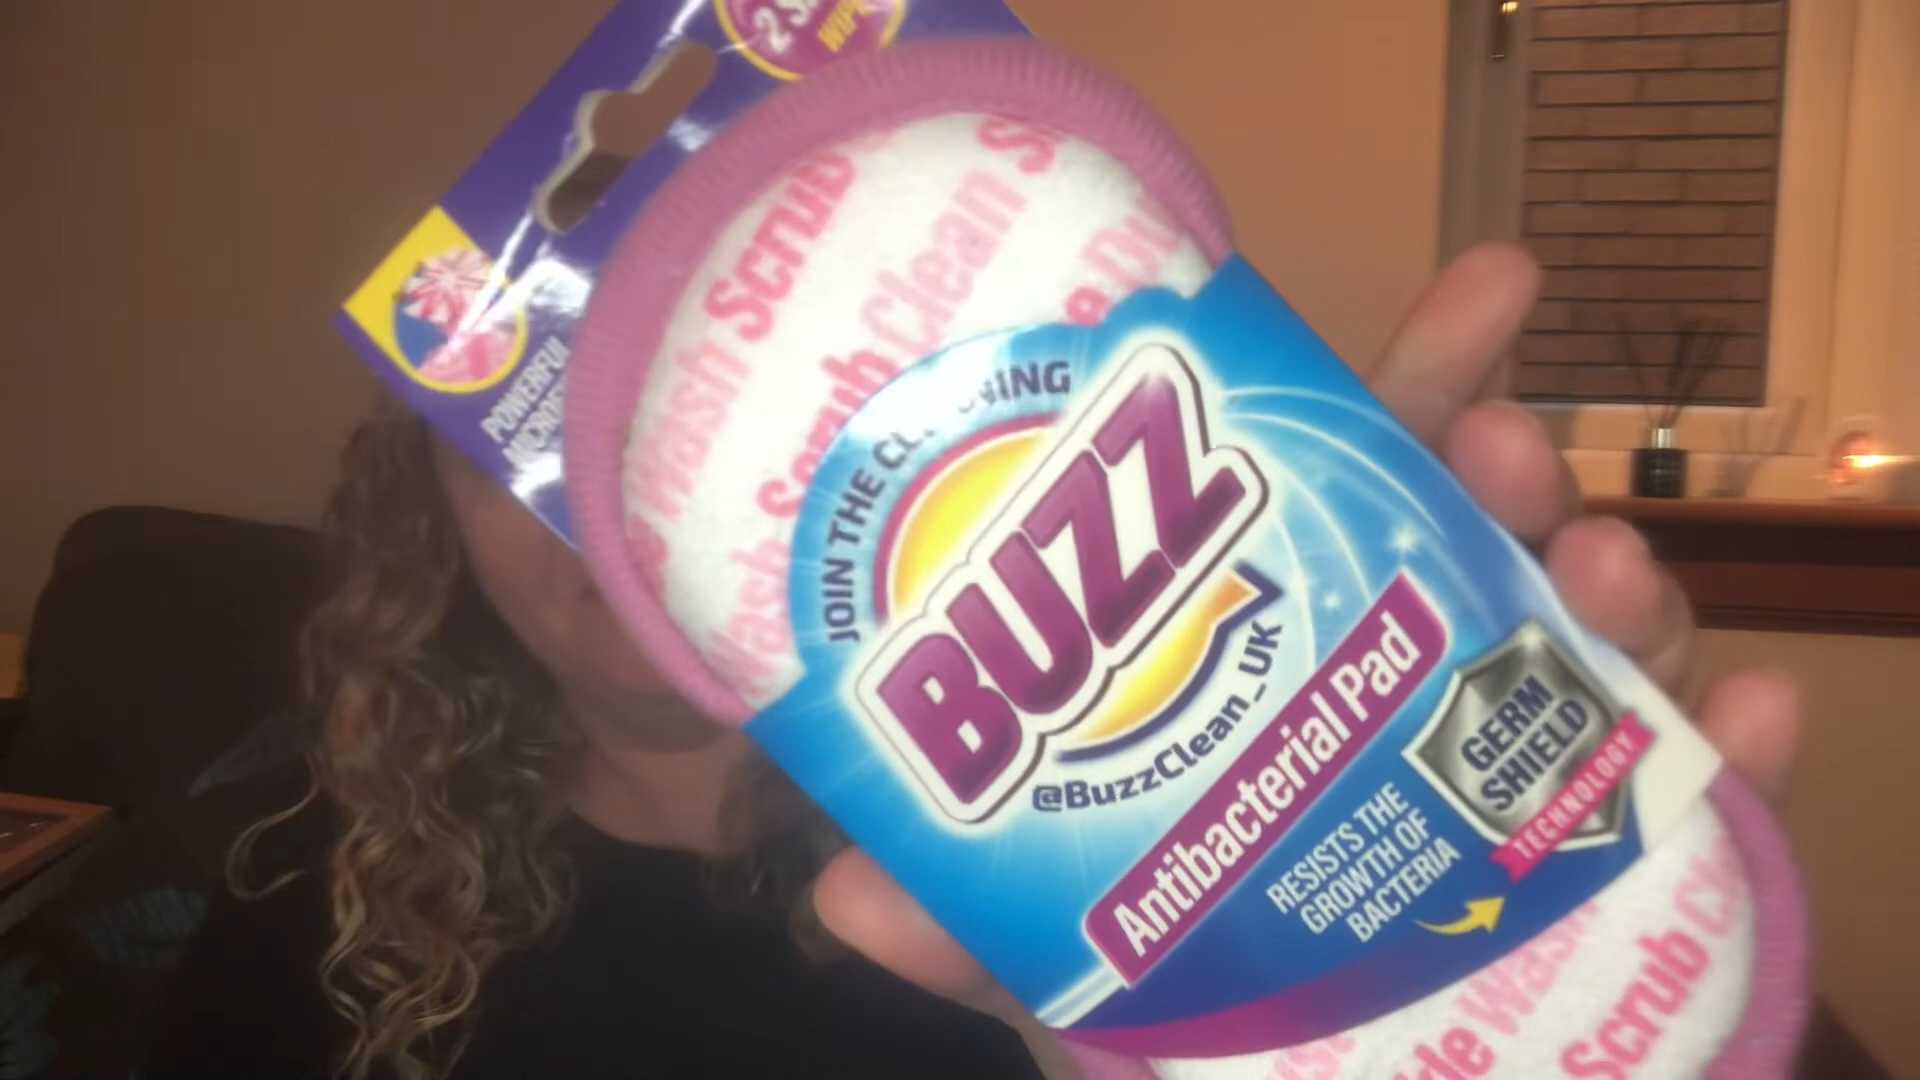 POWERFUL
Wash Scrub
Wash Scrub Clean
JOIN THE
BUZZ
@BuzzClean_UK
Antibacterial Pad
RESISTS THE
GROWTH OF
BACTERIA
GERM
SHIELD
TECHNOLOGY
Wash
Scrub